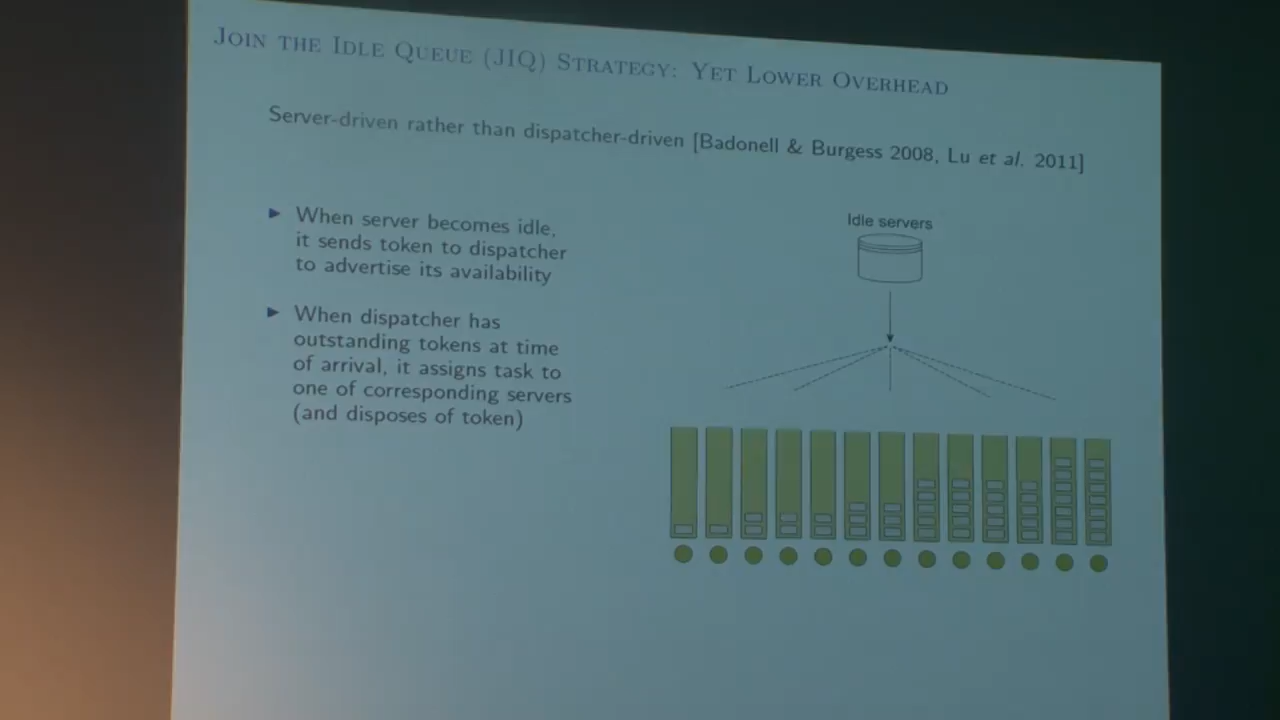 JOIN THE IDLE QUEUE (JIQ) STRATEGY: YET LOWER OVERHEAD
Server-driven rather than dispatcher-driven [Badonell & Burgess 2008, Lu et al. 2011]
▶ When server becomes idle,
it sends token to dispatcher
to advertise its availability
▶ When dispatcher has
outstanding tokens at time
of arrival, it assigns task to
one of corresponding servers
(and disposes of token)
Idle servers